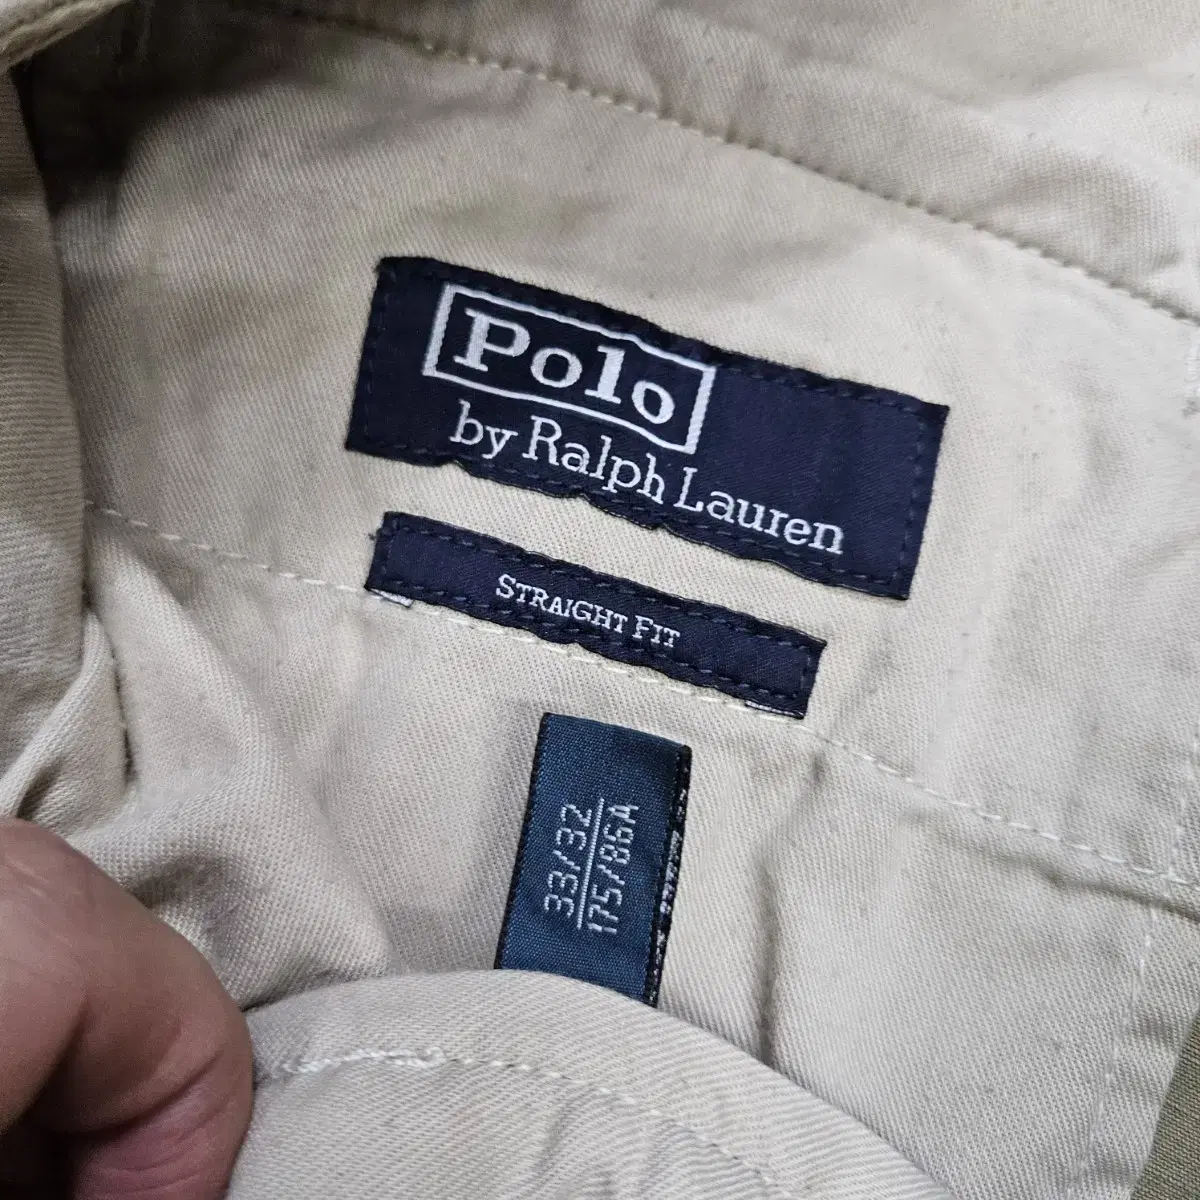 Polo
by Ralph Lauren
STRAIGHT FIT
33/32
175/86A